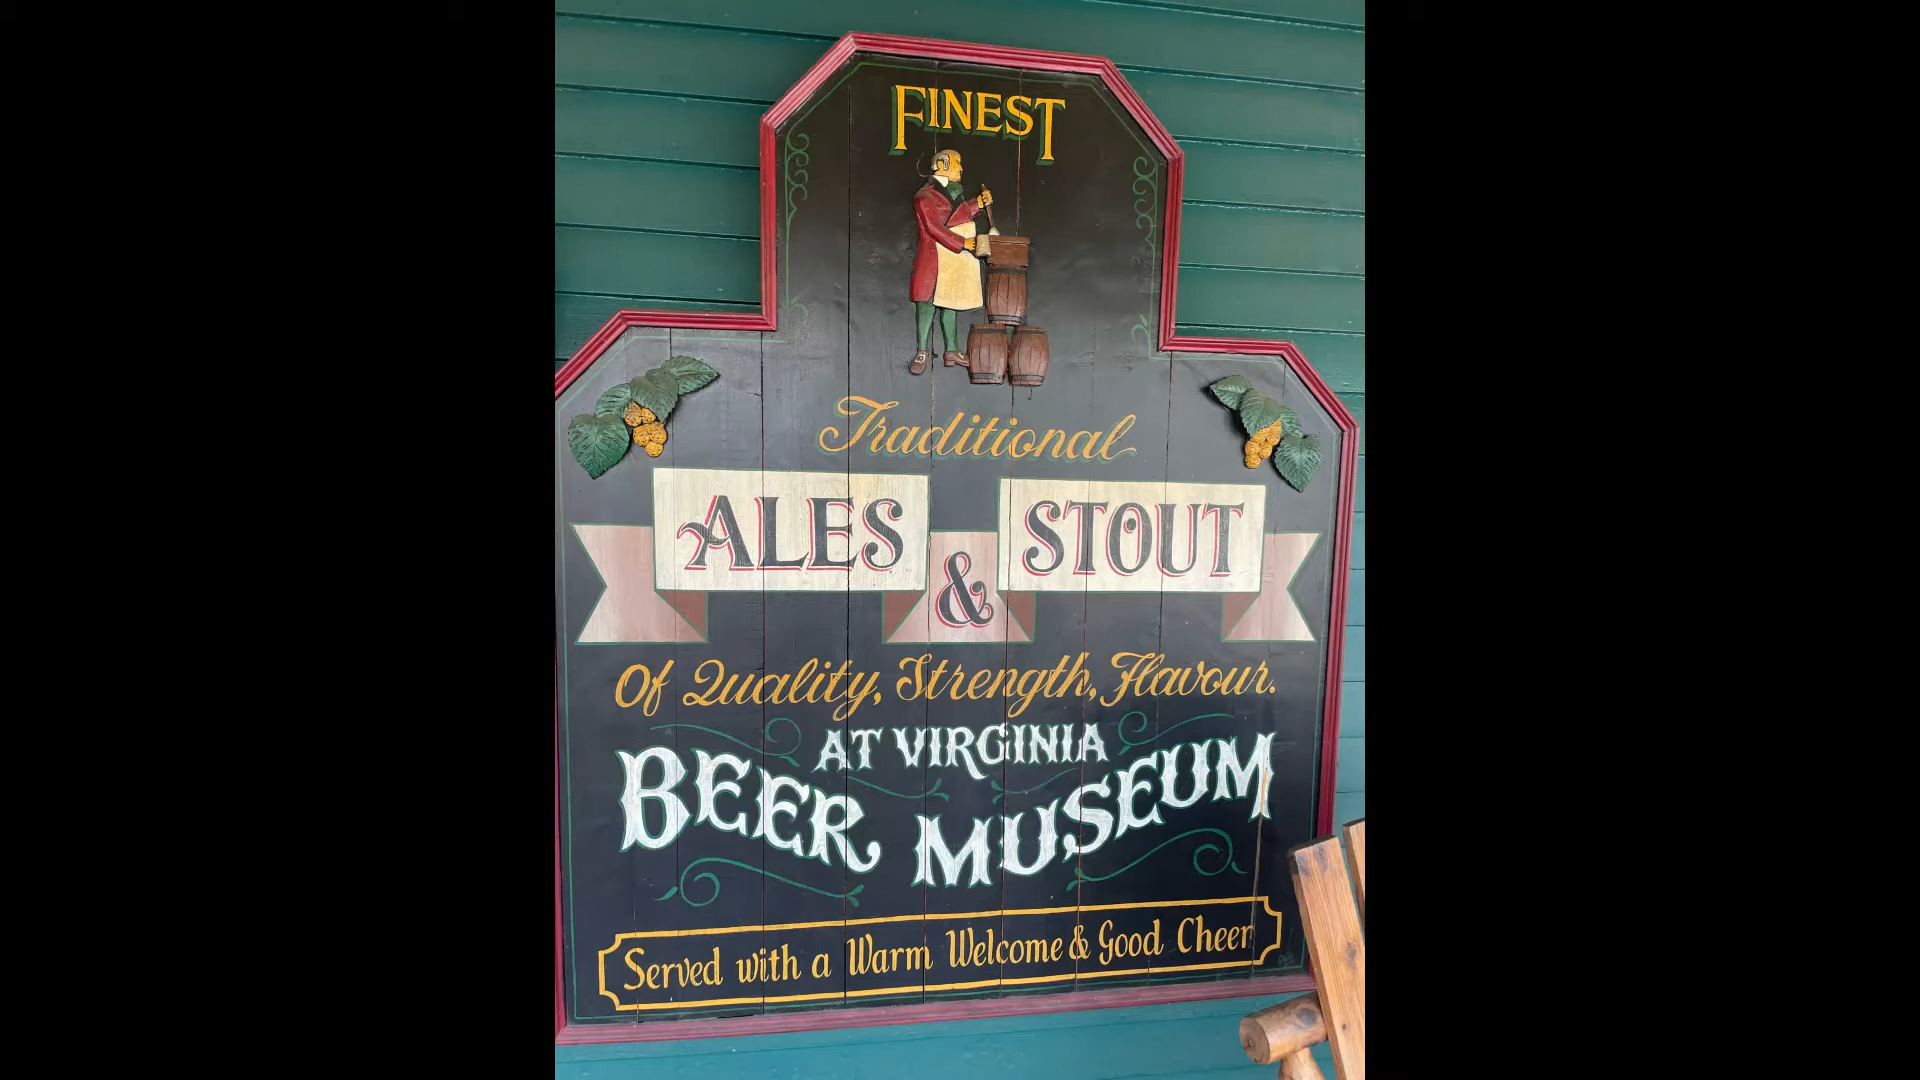 FINEST
Traditional
ALES & STOUT
Of Quality, Strength, Flavour.
AT VIRGINIA
BEER MUSEUM
Served with a Warm Welcome & Good Cheer